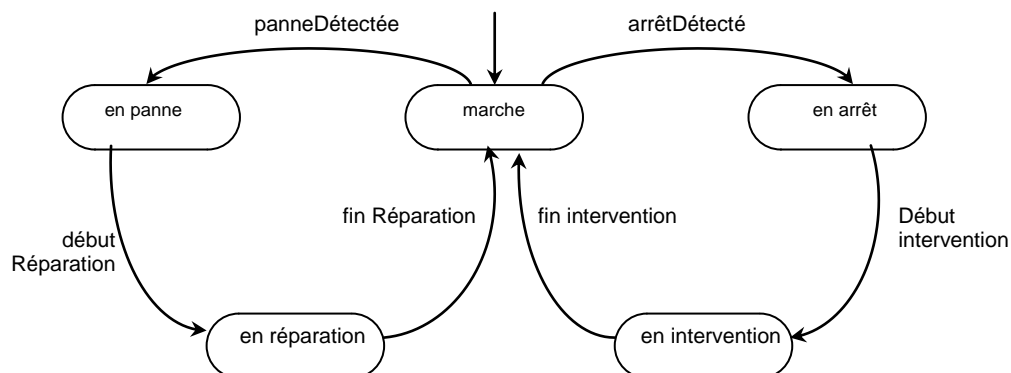 panneDétectée
arrêtDétecté
en panne
marche
en arrêt
fin Réparation
fin intervention
Début
intervention
début
Réparation
en réparation
en intervention